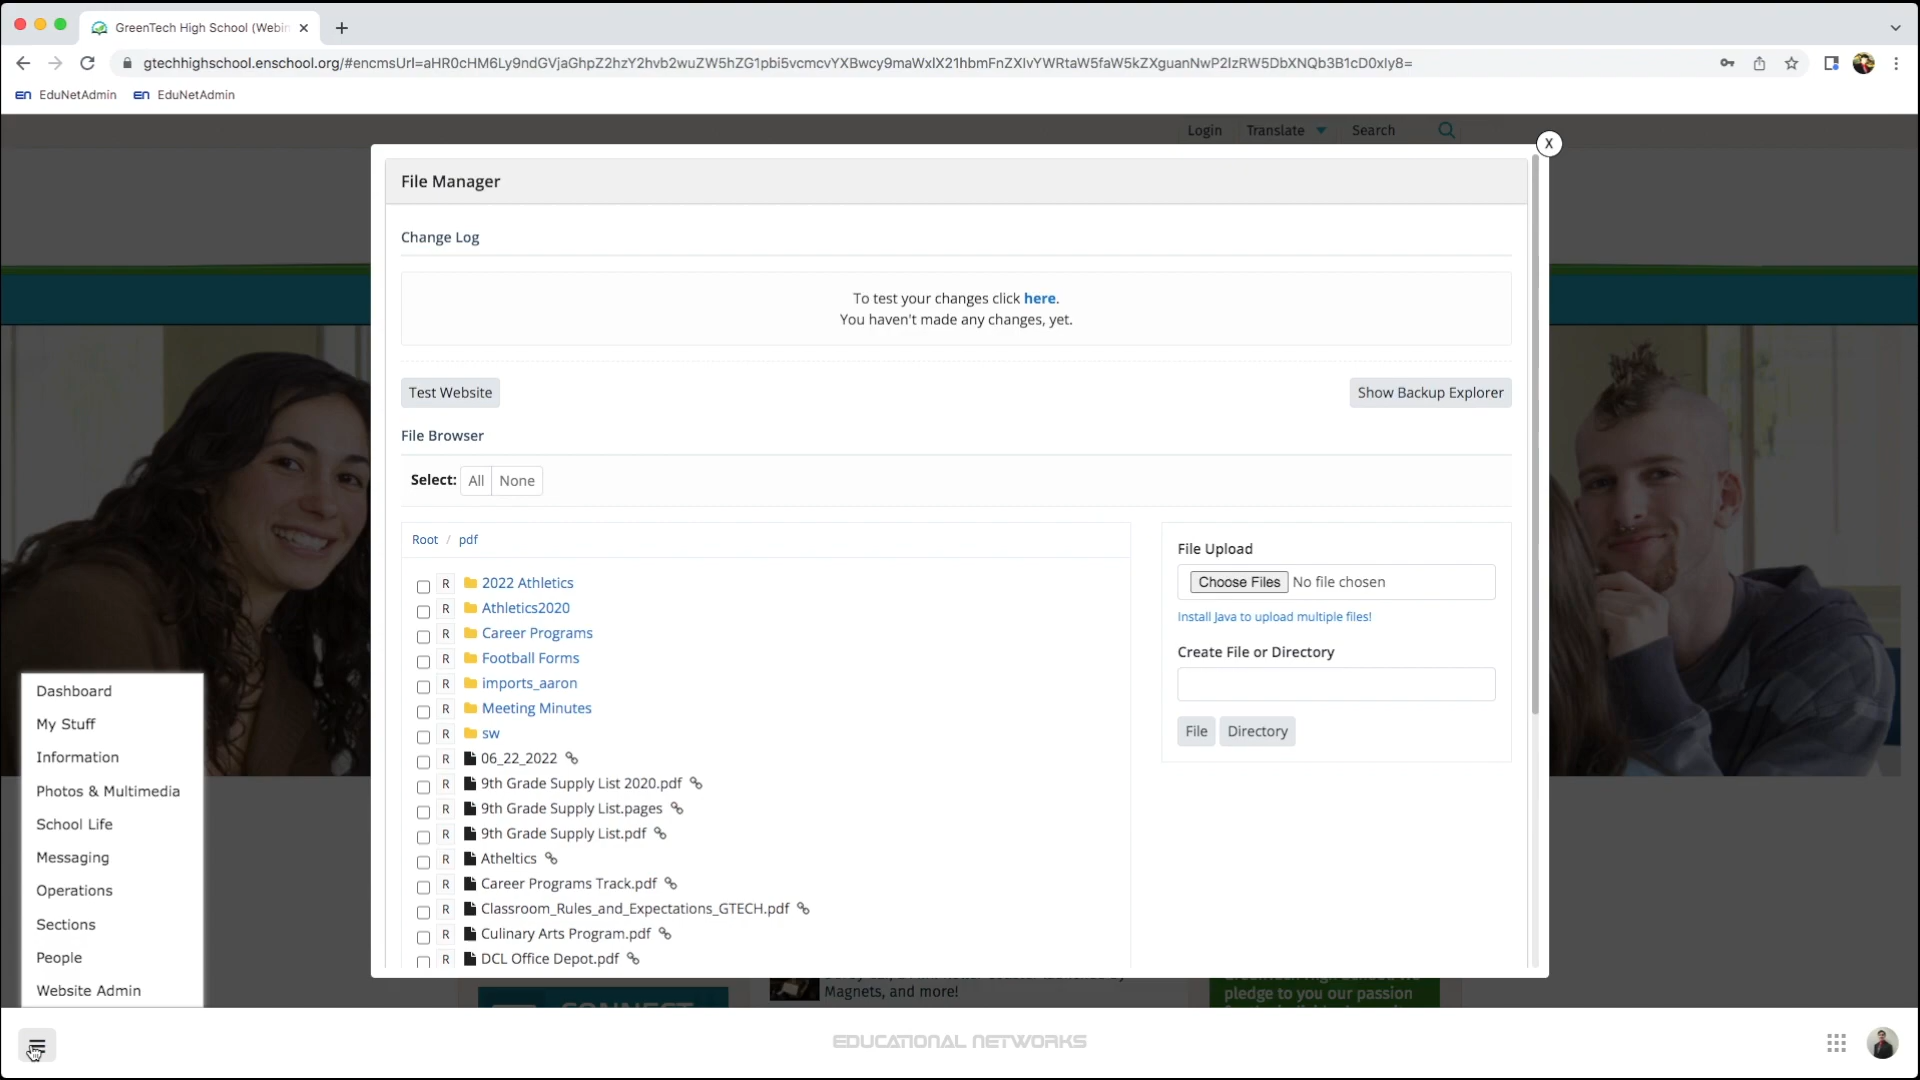 GreenTech High School (Webin
gtechhighschool.enschool.org/#encmsUrl=aHR0cHM6Ly9ndGVjaGhpZ2hzY2hvb2wuZW5hZG1pbi5vcmcvYXBwcy9maWxlX21hbmFnZXIvYWRtaW5faW5kZXguanNwP2lzRW5DbXNQb3B1cD0xIy8=
EduNetAdmin
EduNetAdmin
Login Translate Search
X
File Manager
Change Log
To test your changes click here.
You haven't made any changes, yet.
Test Website
Show Backup Explorer
File Browser
Select: All None
Root / pdf
R 2022 Athletics
R Athletics2020
R Career Programs
R Football Forms
R imports_aaron
R Meeting Minutes
R sw
R 06_22_2022
R 9th Grade Supply List 2020.pdf
R 9th Grade Supply List.pages
R 9th Grade Supply List.pdf
R Atheltics
R Career Programs Track.pdf
R Classroom_Rules_and_Expectations_GTECH.pdf
R Culinary Arts Program.pdf
R DCL Office Depot.pdf
File Upload
Choose Files No file chosen
Install Java to upload multiple files!
Create File or Directory
File Directory
Dashboard
My Stuff
Information
Photos & Multimedia
School Life
Messaging
Operations
Sections
People
Website Admin
CONNECT
Magnets, and more!
pledge to you our passion
EDUCATIONAL NETWORKS